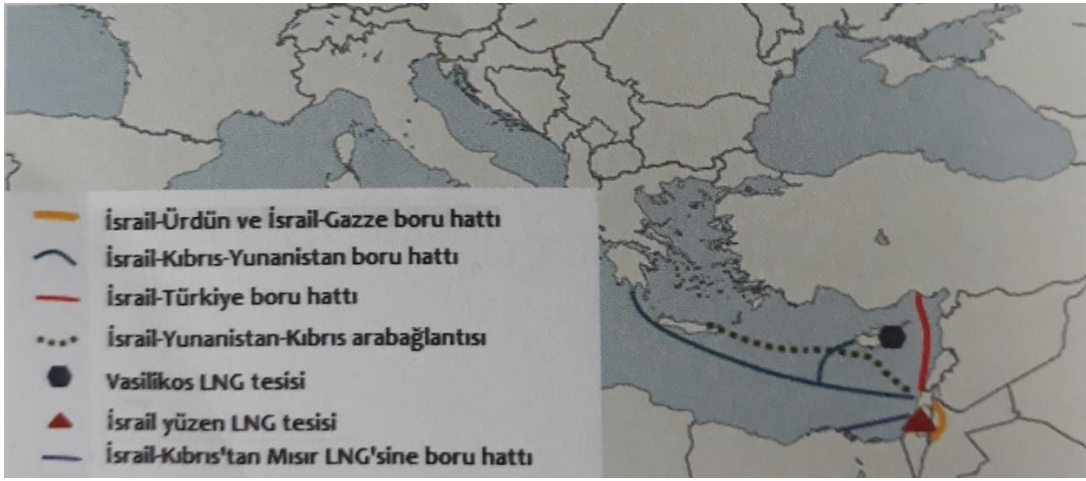 İsrail-Ürdün ve İsrail-Gazze boru hattı
İsrail-Kıbrıs-Yunanistan boru hattı
İsrail-Türkiye boru hattı
İsrail-Yunanistan-Kıbrıs arabağlantısı
Vasilikos LNG tesisi
İsrail yüzen LNG tesisi
İsrail-Kıbrıs'tan Mısır LNG'sine boru hattı